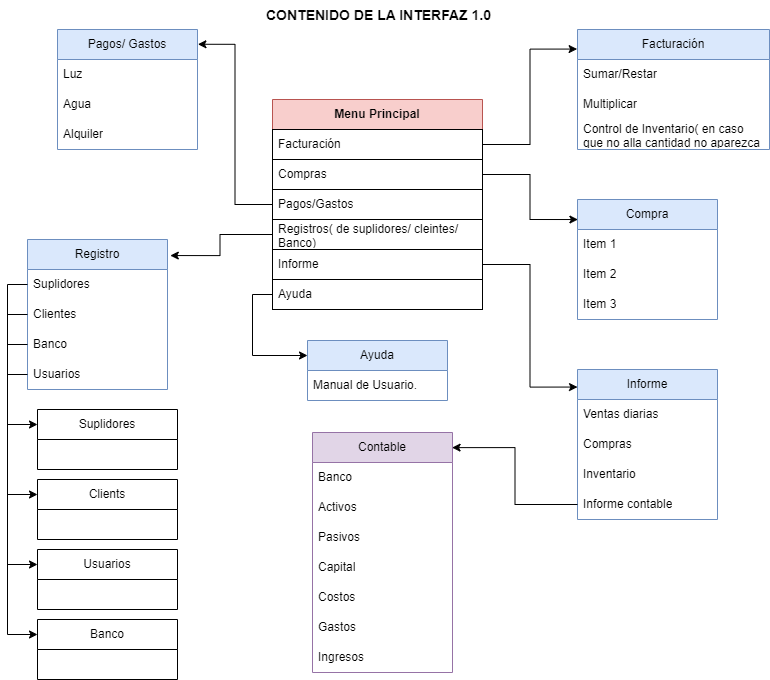 CONTENIDO DE LA INTERFAZ 1.0
Pagos/ Gastos
Luz
Agua
Alquiler
Facturación
Sumar/Restar
Multiplicar
Control de Inventario( en caso
que no alla cantidad no aparezca
Menu Principal
Facturación
Compras
Pagos/Gastos
Registros( de suplidores/ cleintes/
Banco)
Informe
Ayuda
Compra
Item 1
Item 2
Item 3
Registro
Suplidores
Clientes
Banco
Usuarios
Ayuda
Manual de Usuario.
Informe
Ventas diarias
Compras
Inventario
Informe contable
Suplidores
Clients
Usuarios
Banco
Contable
Banco
Activos
Pasivos
Capital
Costos
Gastos
Ingresos